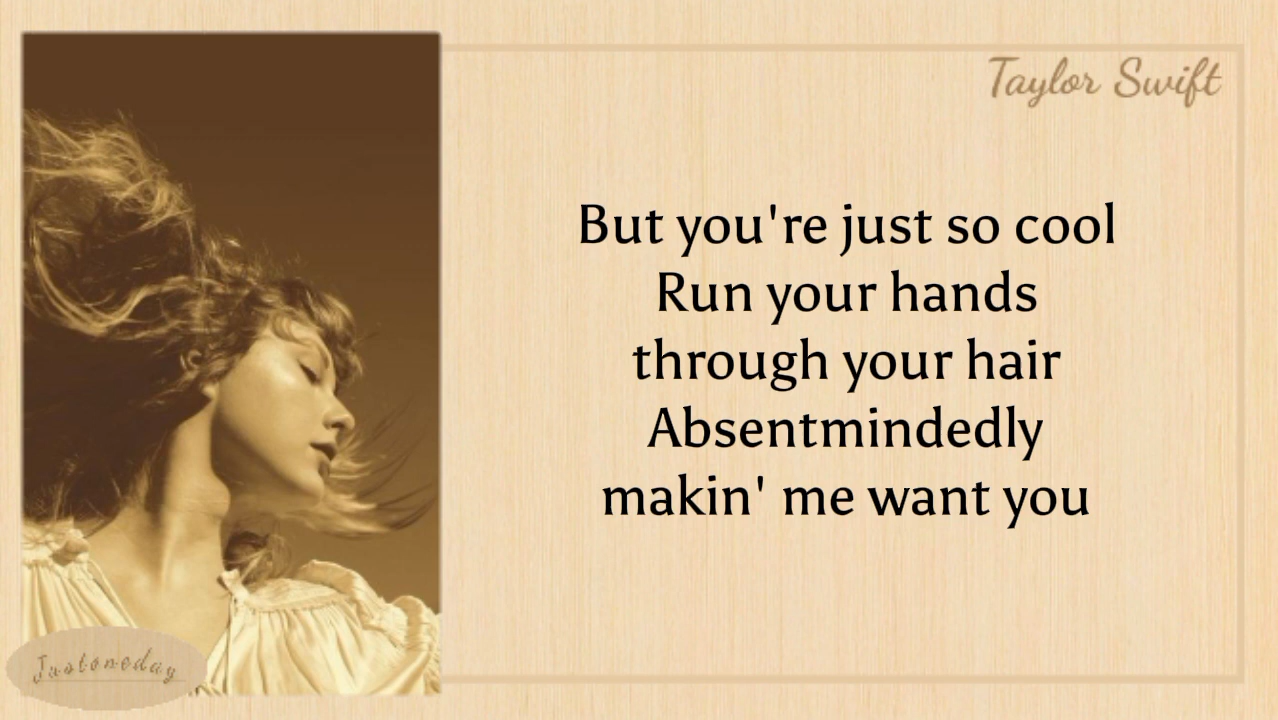 Taylor Swift
But you're just so cool
Run your hands
through your hair
Absentmindedly
makin' me want you
Justoneday